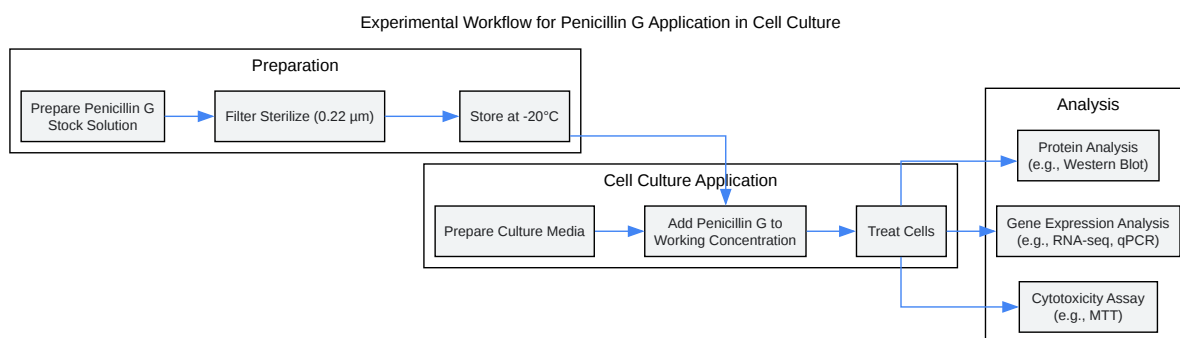 Experimental Workflow for Penicillin G Application in Cell Culture
Preparation
Prepare Penicillin G
Stock Solution
Filter Sterilize (0.22 µm)
Store at -20°C
Cell Culture Application
Prepare Culture Media
Add Penicillin G to
Working Concentration
Treat Cells
Analysis
Protein Analysis
(e.g., Western Blot)
Gene Expression Analysis
(e.g., RNA-seq, qPCR)
Cytotoxicity Assay
(e.g., MTT)